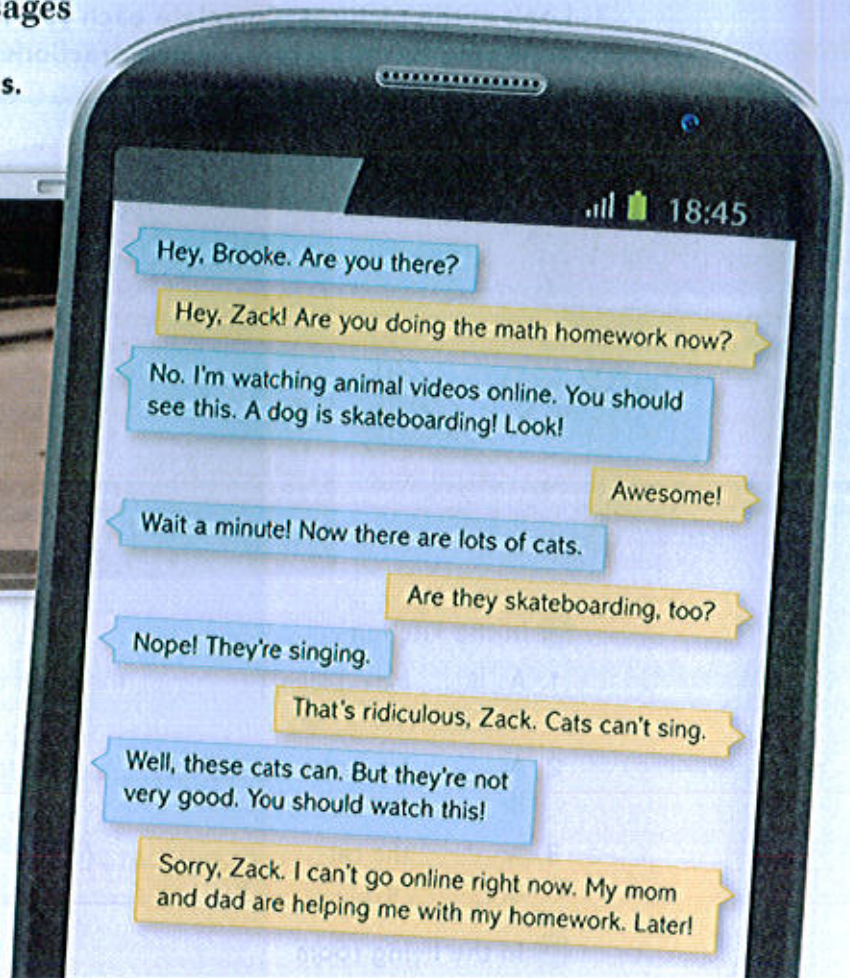 sages
s.
18:45
Hey, Brooke. Are you there?
Hey, Zack! Are you doing the math homework now?
No. I'm watching animal videos online. You should
see this. A dog is skateboarding! Look!
Awesome!
Wait a minute! Now there are lots of cats.
Are they skateboarding, too?
Nope! They're singing.
That's ridiculous, Zack. Cats can't sing.
Well, these cats can. But they're not
very good. You should watch this!
Sorry, Zack. I can't go online right now. My mom
and dad are helping me with my homework. Later!